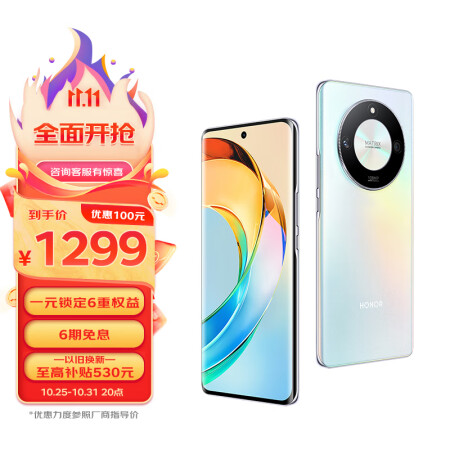 11.11
全面开抢
咨询客服有惊喜
到手价 优惠100元
¥1299
一元锁定6重权益
6期免息
—以旧换新—
至高补贴530元
10.25-10.31 20点
*优惠力度参照厂商指导价
MATRIX
HONOR